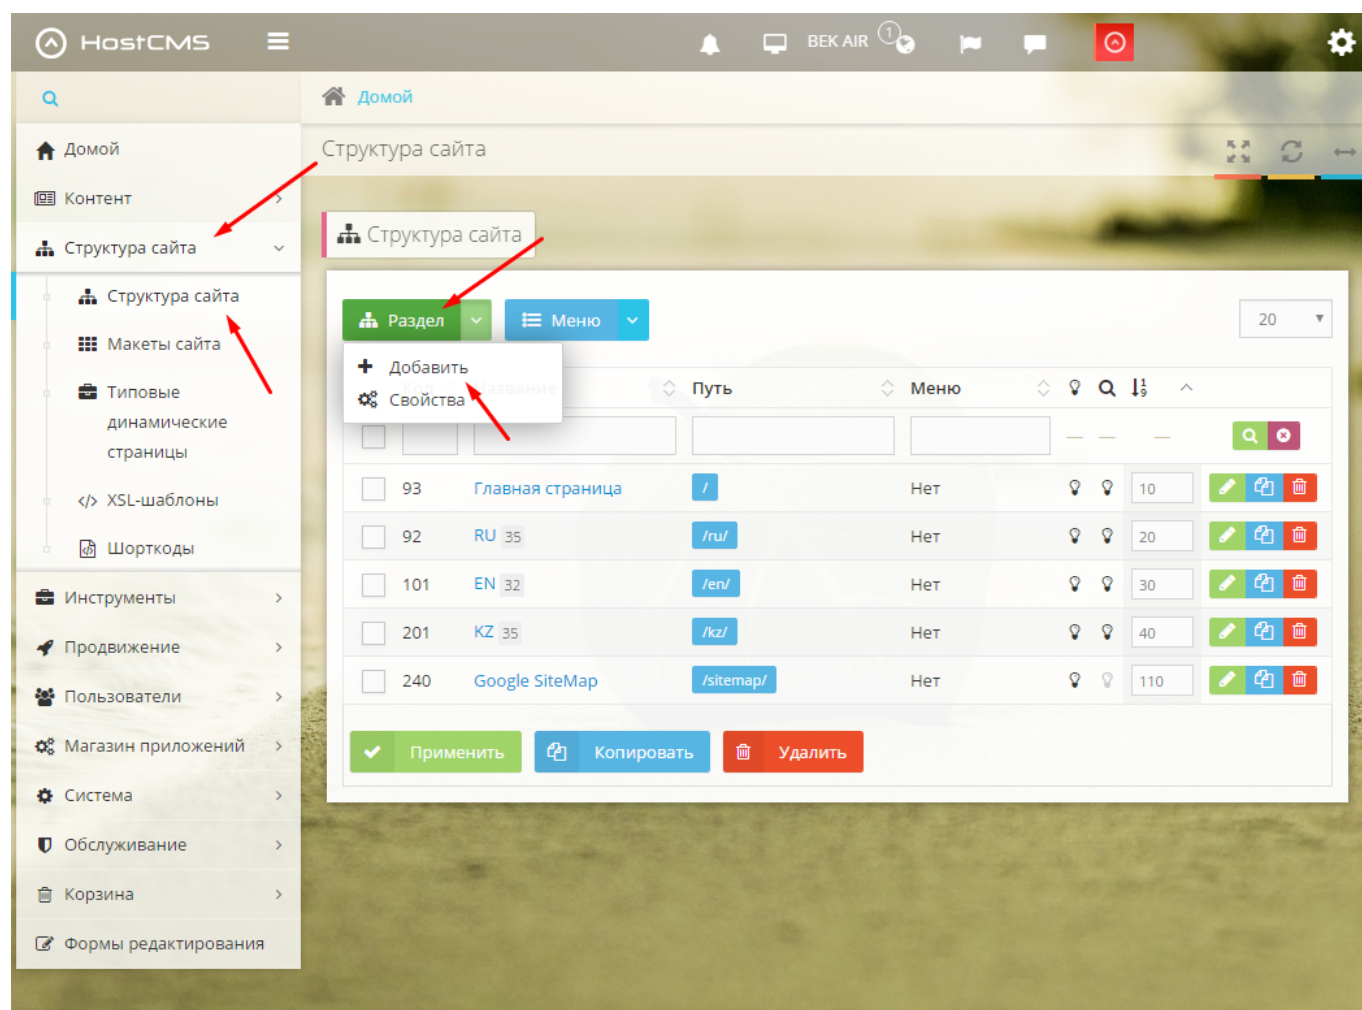 HostCMS
BEK AIR 1
Домой
Домой
Структура сайта
Контент
Структура сайта
Структура сайта
Структура сайта
Макеты сайта
Типовые
динамические
страницы
XSL-шаблоны
Шорткоды
Инструменты
Продвижение
Пользователи
Магазин приложений
Система
Обслуживание
Корзина
Формы редактирования
Раздел
Меню
20
Добавить
Свойства
Код Название Путь Меню
93 Главная страница / Нет 10
92 RU 35 /ru/ Нет 20
101 EN 32 /en/ Нет 30
201 KZ 35 /kz/ Нет 40
240 Google SiteMap /sitemap/ Нет 110
Применить Копировать Удалить